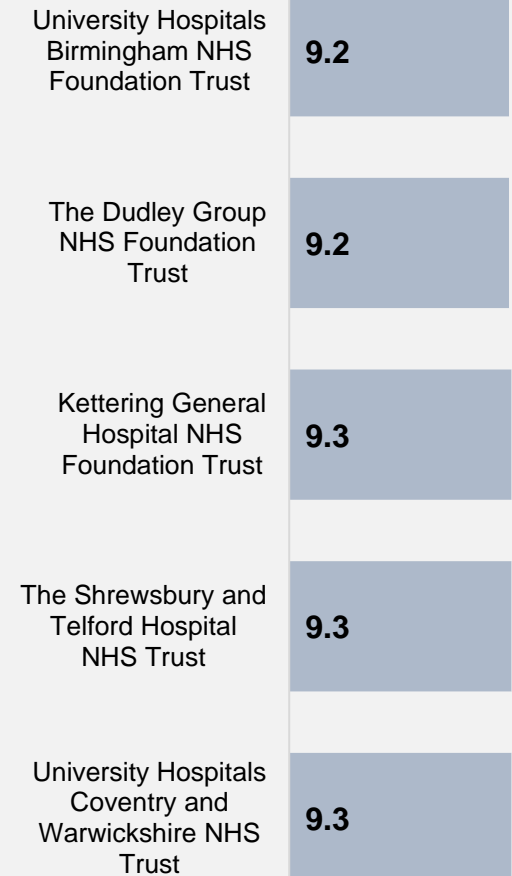 University Hospitals
Birmingham NHS
Foundation Trust
9.2
The Dudley Group
NHS Foundation
Trust
9.2
Kettering General
Hospital NHS
Foundation Trust
9.3
The Shrewsbury and
Telford Hospital
NHS Trust
9.3
University Hospitals
Coventry and
Warwickshire NHS
Trust
9.3